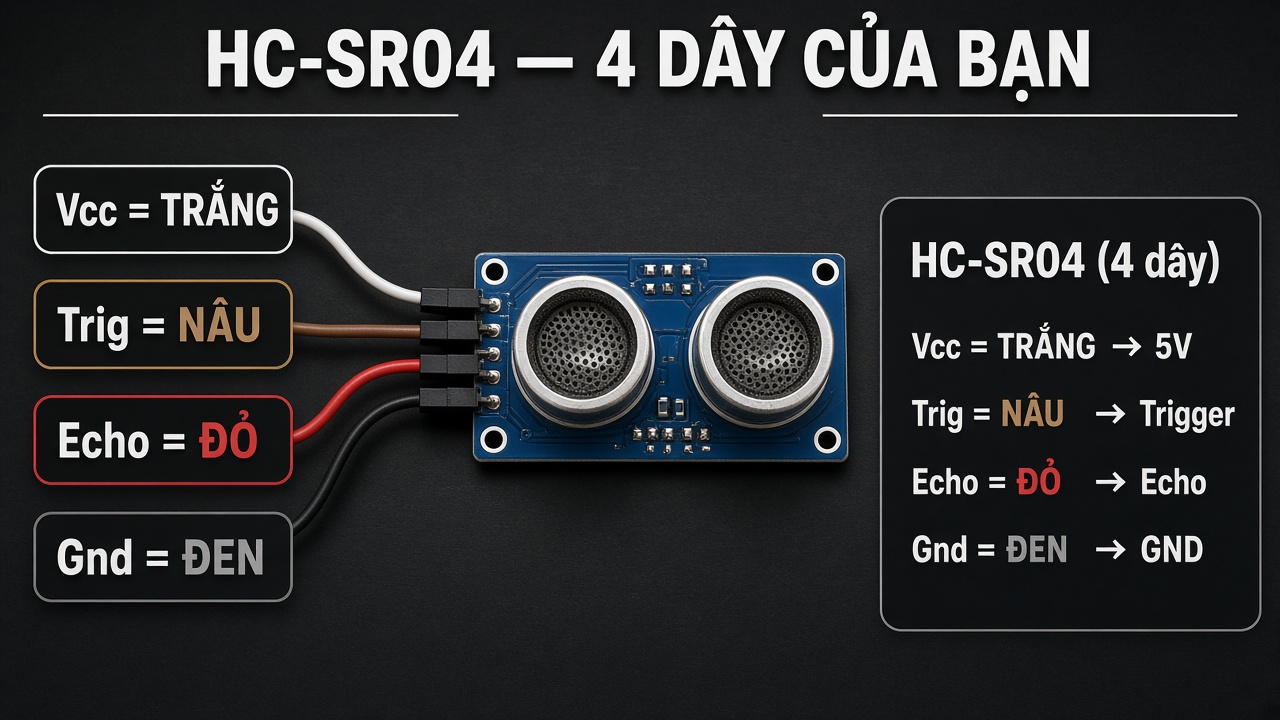 HC-SR04 — 4 DÂY CỦA BẠN
Vcc = TRẮNG
Trig = NÂU
Echo = ĐỎ
Gnd = ĐEN
HC-SR04 (4 dây)
Vcc = TRẮNG → 5V
Trig = NÂU → Trigger
Echo = ĐỎ → Echo
Gnd = ĐEN → GND